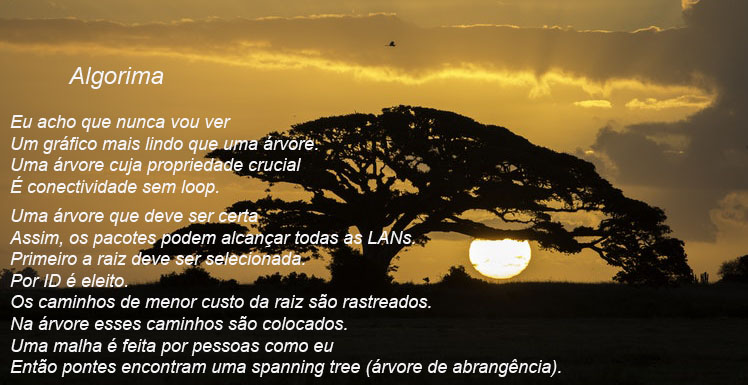 Algorima
Eu acho que nunca vou ver
Um gráfico mais lindo que uma árvore.
Uma árvore cuja propriedade crucial
É conectividade sem loop.
Uma árvore que deve ser certa
Assim, os pacotes podem alcançar todas as LANs.
Primeiro a raiz deve ser selecionada.
Por ID é eleito.
Os caminhos de menor custo da raiz são rastreados.
Na árvore esses caminhos são colocados.
Uma malha é feita por pessoas como eu
Então pontes encontram uma spanning tree (árvore de abrangência).